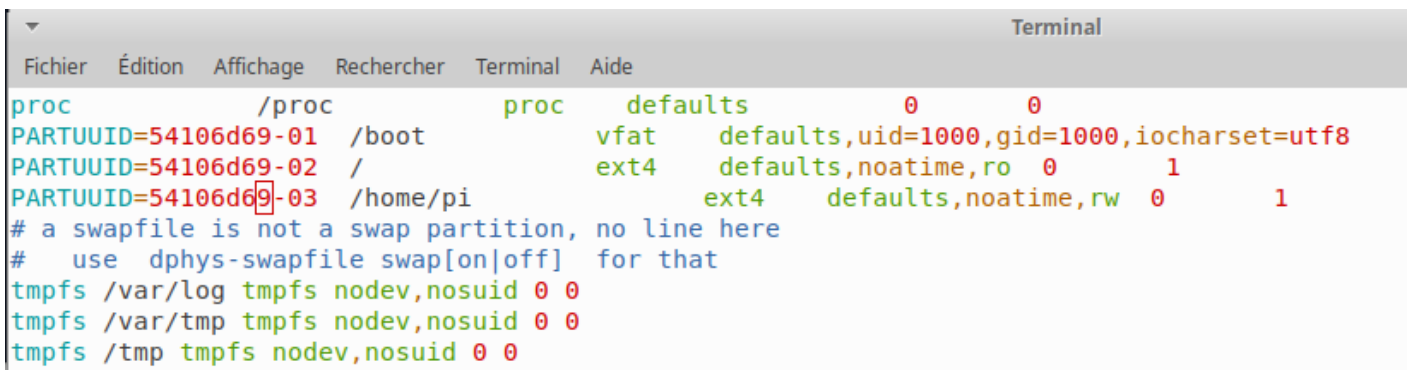 Terminal
Fichier Édition Affichage Rechercher Terminal Aide
proc /proc proc defaults 0 0
PARTUUID=54106d69-01 /boot vfat defaults,uid=1000,gid=1000,iocharset=utf8
PARTUUID=54106d69-02 / ext4 defaults,noatime,ro 0 1
PARTUUID=54106d69-03 /home/pi ext4 defaults,noatime,rw 0 1
# a swapfile is not a swap partition, no line here
# use dphys-swapfile swap[on|off] for that
tmpfs /var/log tmpfs nodev,nosuid 0 0
tmpfs /var/tmp tmpfs nodev,nosuid 0 0
tmpfs /tmp tmpfs nodev,nosuid 0 0